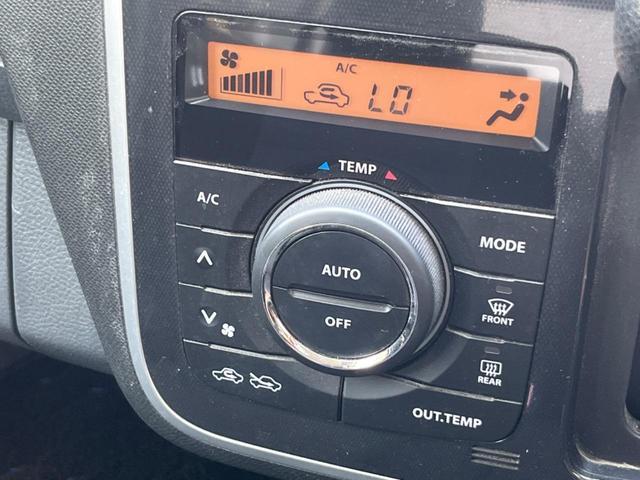 A/C
LO
TEMP
A/C
MODE
AUTO
OFF
FRONT
REAR
OUT.TEMP